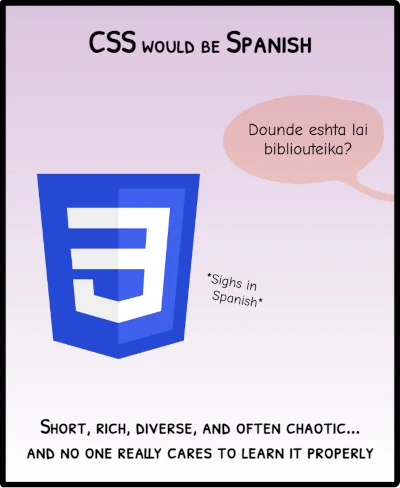 CSS WOULD BE SPANISH
Dounde eshta lai
bibliouteika?
3
*Sighs in
Spanish*
SHORT, RICH, DIVERSE, AND OFTEN CHAOTIC...
AND NO ONE REALLY CARES TO LEARN IT PROPERLY